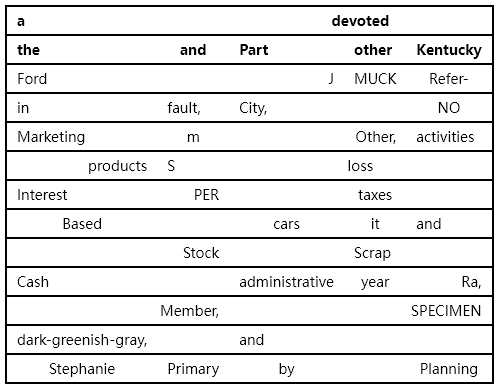 a devoted
the and Part other Kentucky
Ford J MUCK Refer-
in fault, City, NO
Marketing m Other, activities
products S loss
Interest PER taxes
Based cars it and
Stock Scrap
Cash administrative year Ra,
Member, SPECIMEN
dark-greenish-gray, and
Stephanie Primary by Planning